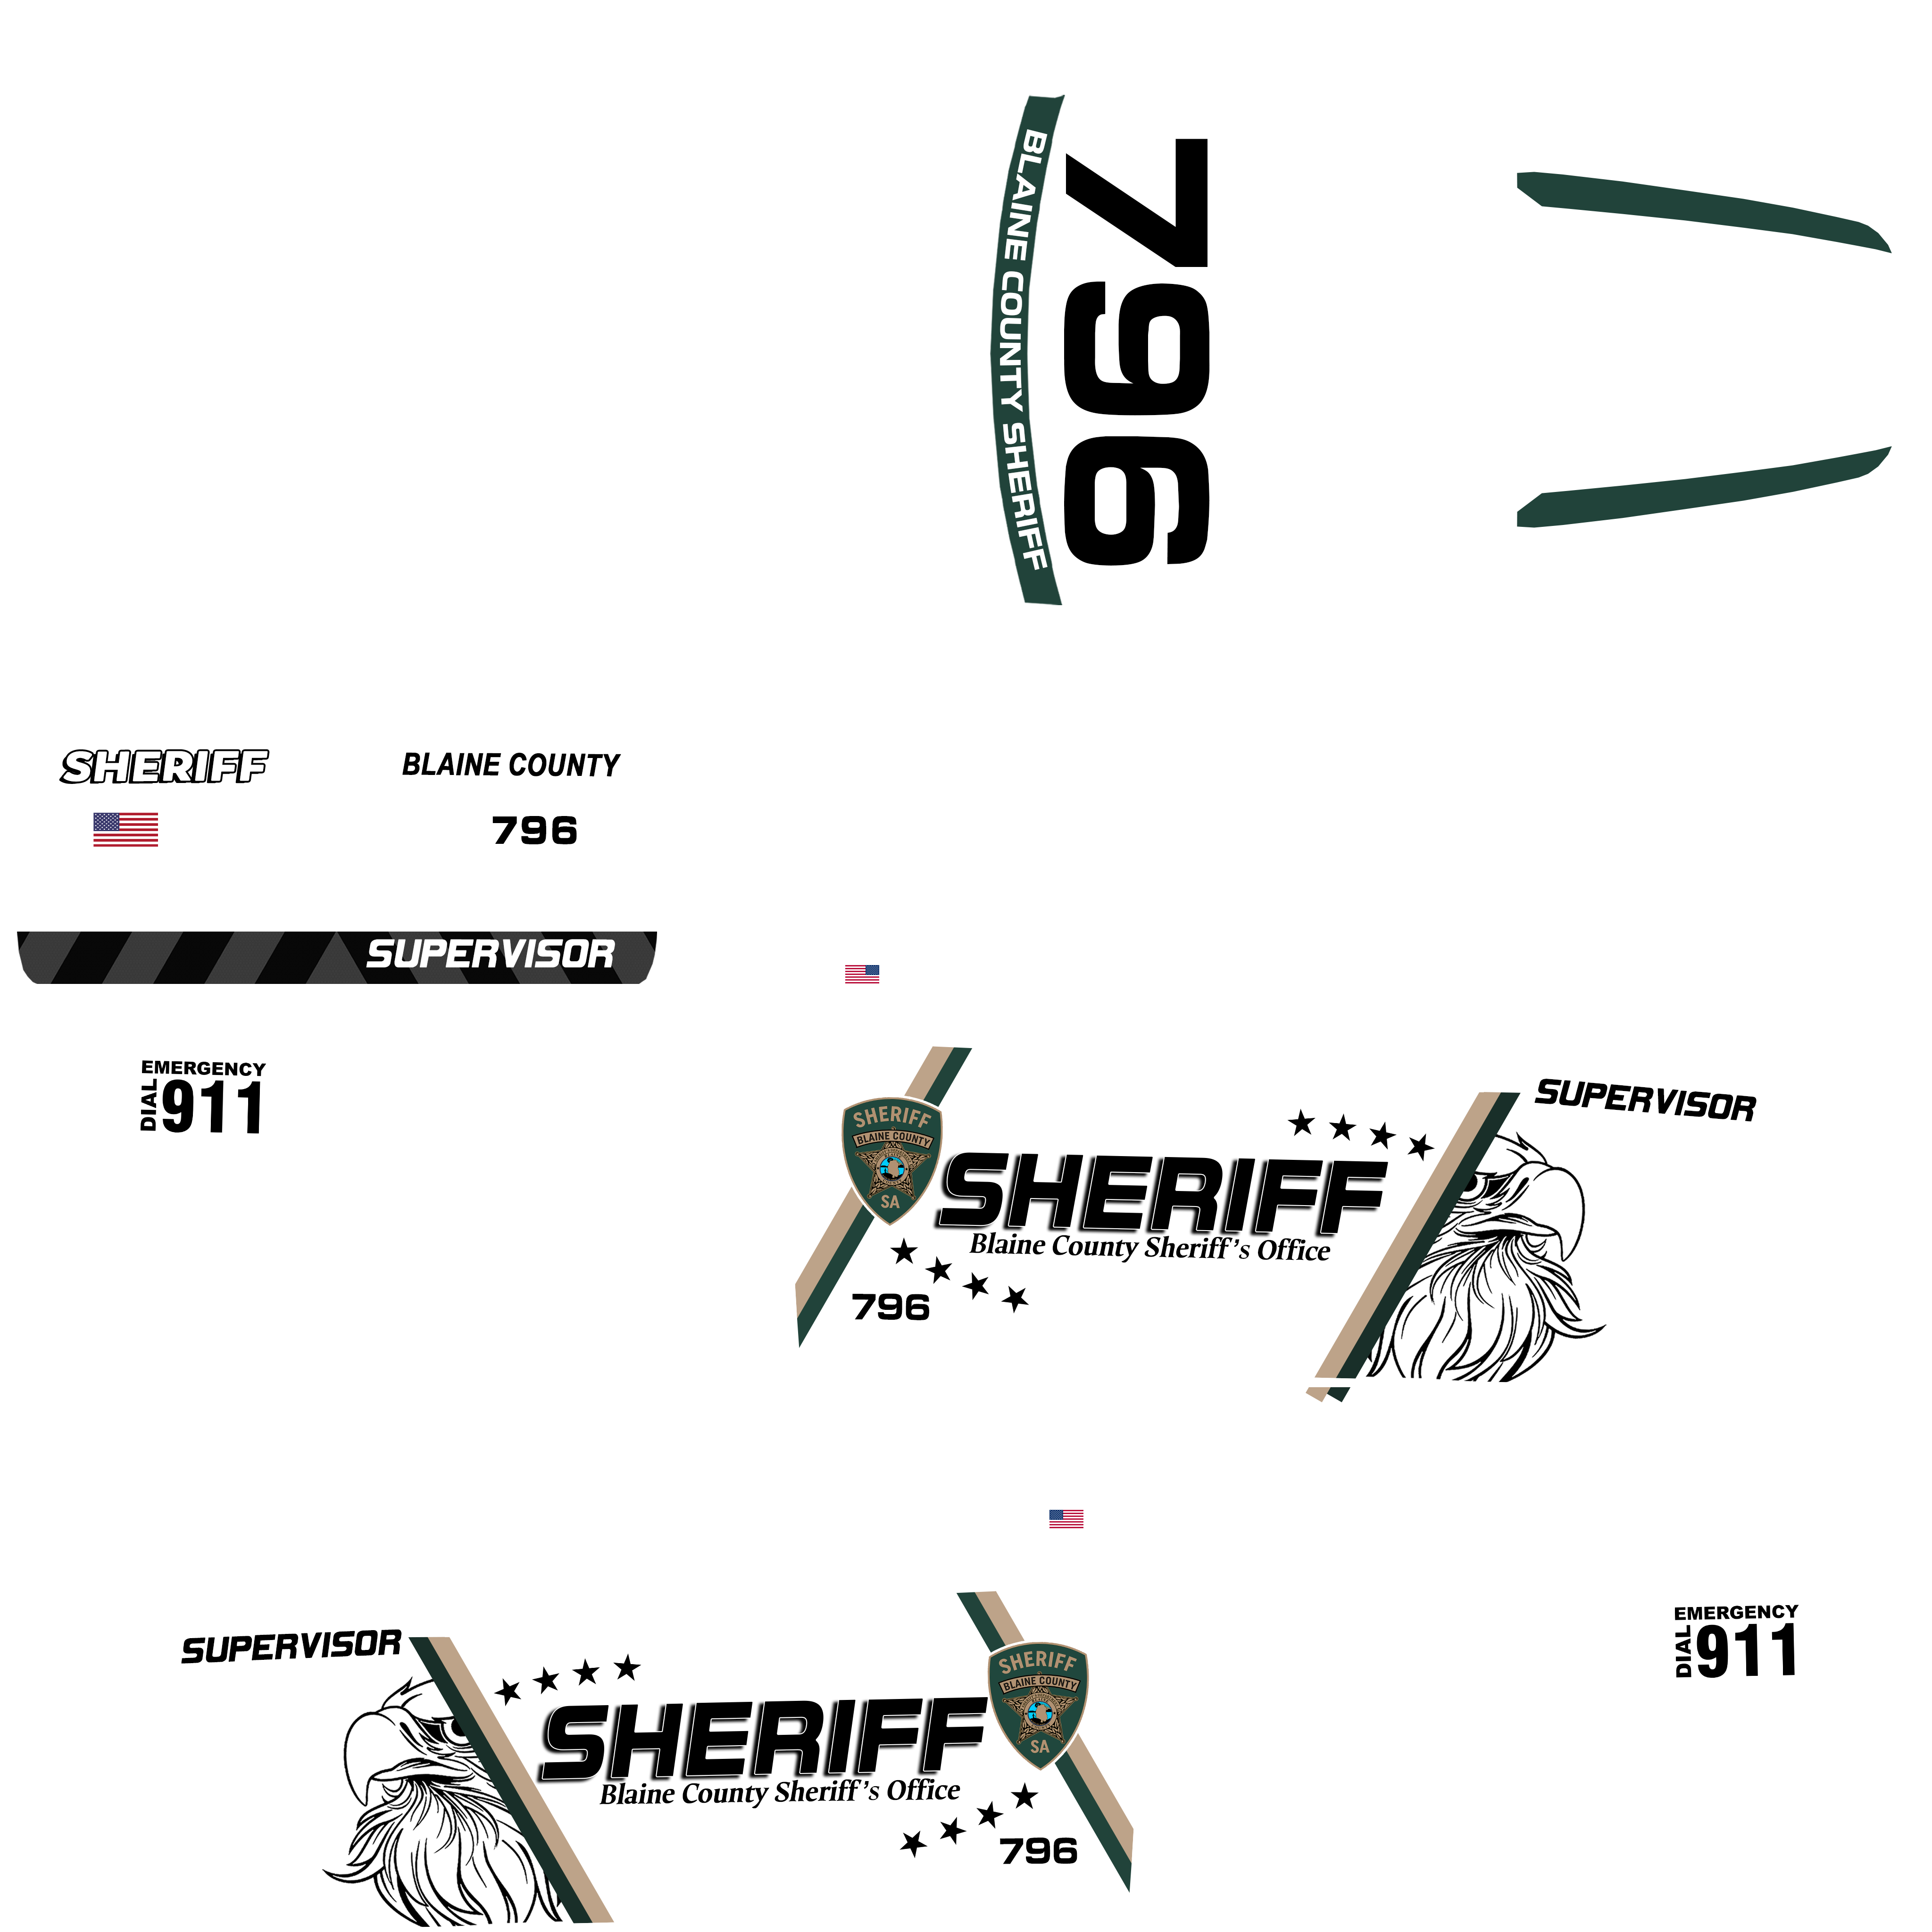 BLAINE COUNTY SHERIFF
796
SHERIFF
BLAINE COUNTY
796
SUPERVISOR
EMERGENCY
DIAL
911
SUPERVISOR
SHERIFF
BLAINE COUNTY
SA
SHERIFF
Blaine County Sheriff's Office
796
SUPERVISOR
SHERIFF
Blaine County Sheriff's Office
SHERIFF
BLAINE COUNTY
SA
796
EMERGENCY
DIAL
911